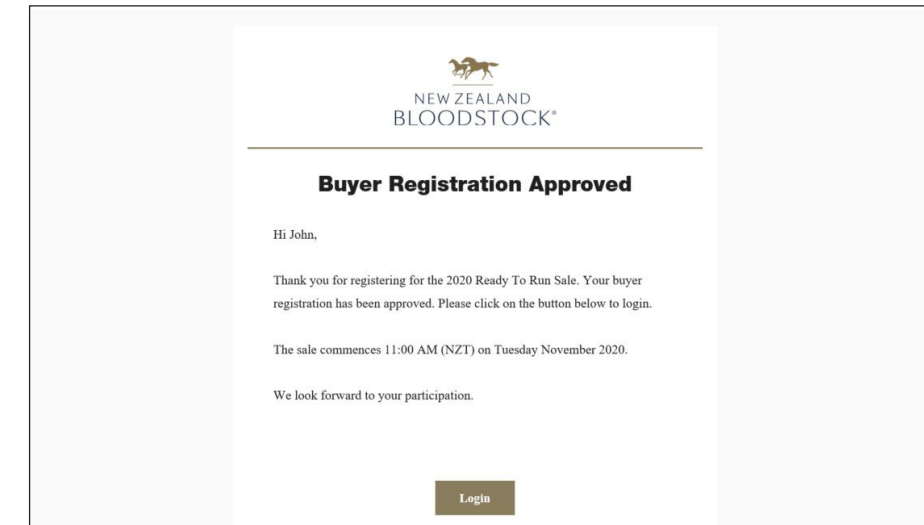 NEW ZEALAND
BLOODSTOCK®
Buyer Registration Approved
Hi John,
Thank you for registering for the 2020 Ready To Run Sale. Your buyer
registration has been approved. Please click on the button below to login.
The sale commences 11:00 AM (NZT) on Tuesday November 2020.
We look forward to your participation.
Login